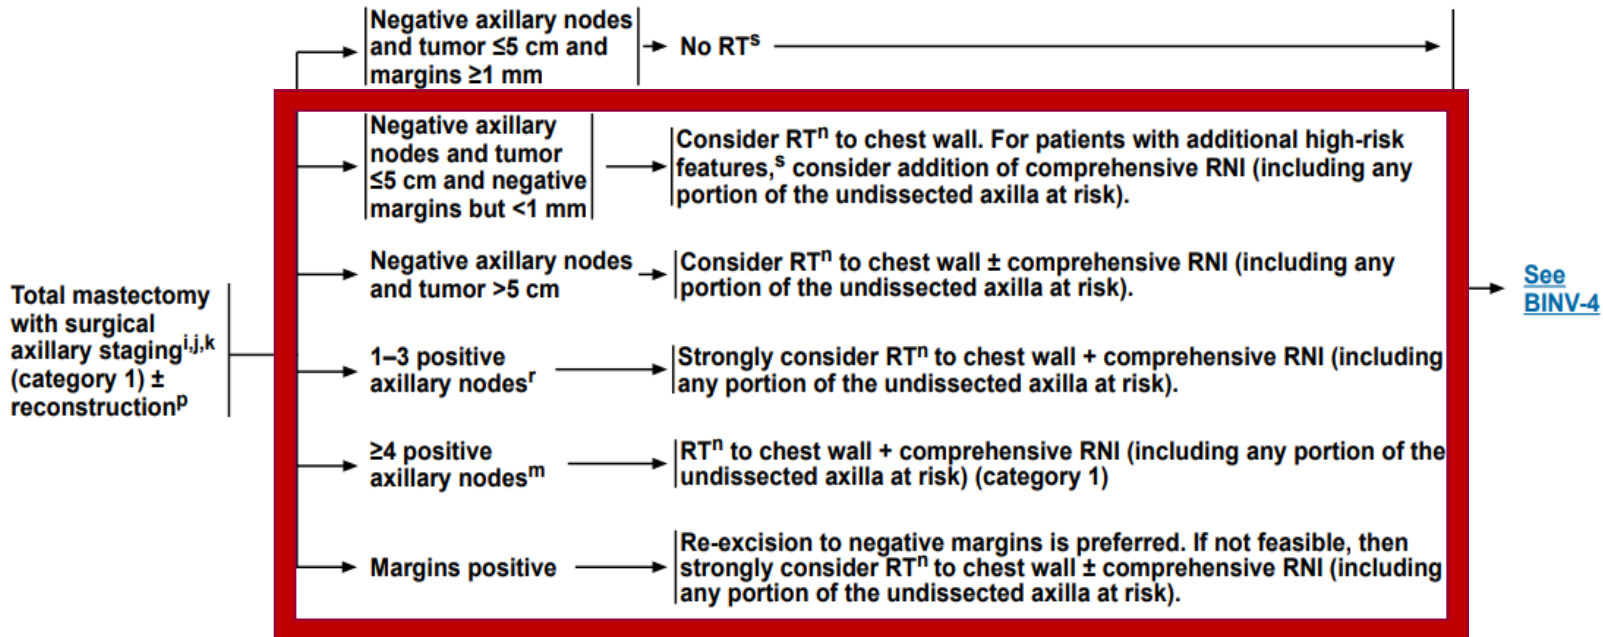 Negative axillary nodes
and tumor ≤5 cm and
margins ≥1 mm
No RTs
Negative axillary
nodes and tumor
≤5 cm and negative
margins but <1 mm
Consider RTn to chest wall. For patients with additional high-risk
features,s consider addition of comprehensive RNI (including any
portion of the undissected axilla at risk).
Negative axillary nodes
and tumor >5 cm
Consider RTn to chest wall ± comprehensive RNI (including any
portion of the undissected axilla at risk).
Total mastectomy
with surgical
axillary stagingi,j,k
(category 1) ±
reconstructionp
1–3 positive
axillary nodesr
Strongly consider RTn to chest wall + comprehensive RNI (including
any portion of the undissected axilla at risk).
≥4 positive
axillary nodesm
RTn to chest wall + comprehensive RNI (including any portion of the
undissected axilla at risk) (category 1)
Margins positive
Re-excision to negative margins is preferred. If not feasible, then
strongly consider RTn to chest wall ± comprehensive RNI (including
any portion of the undissected axilla at risk).
See
BINV-4